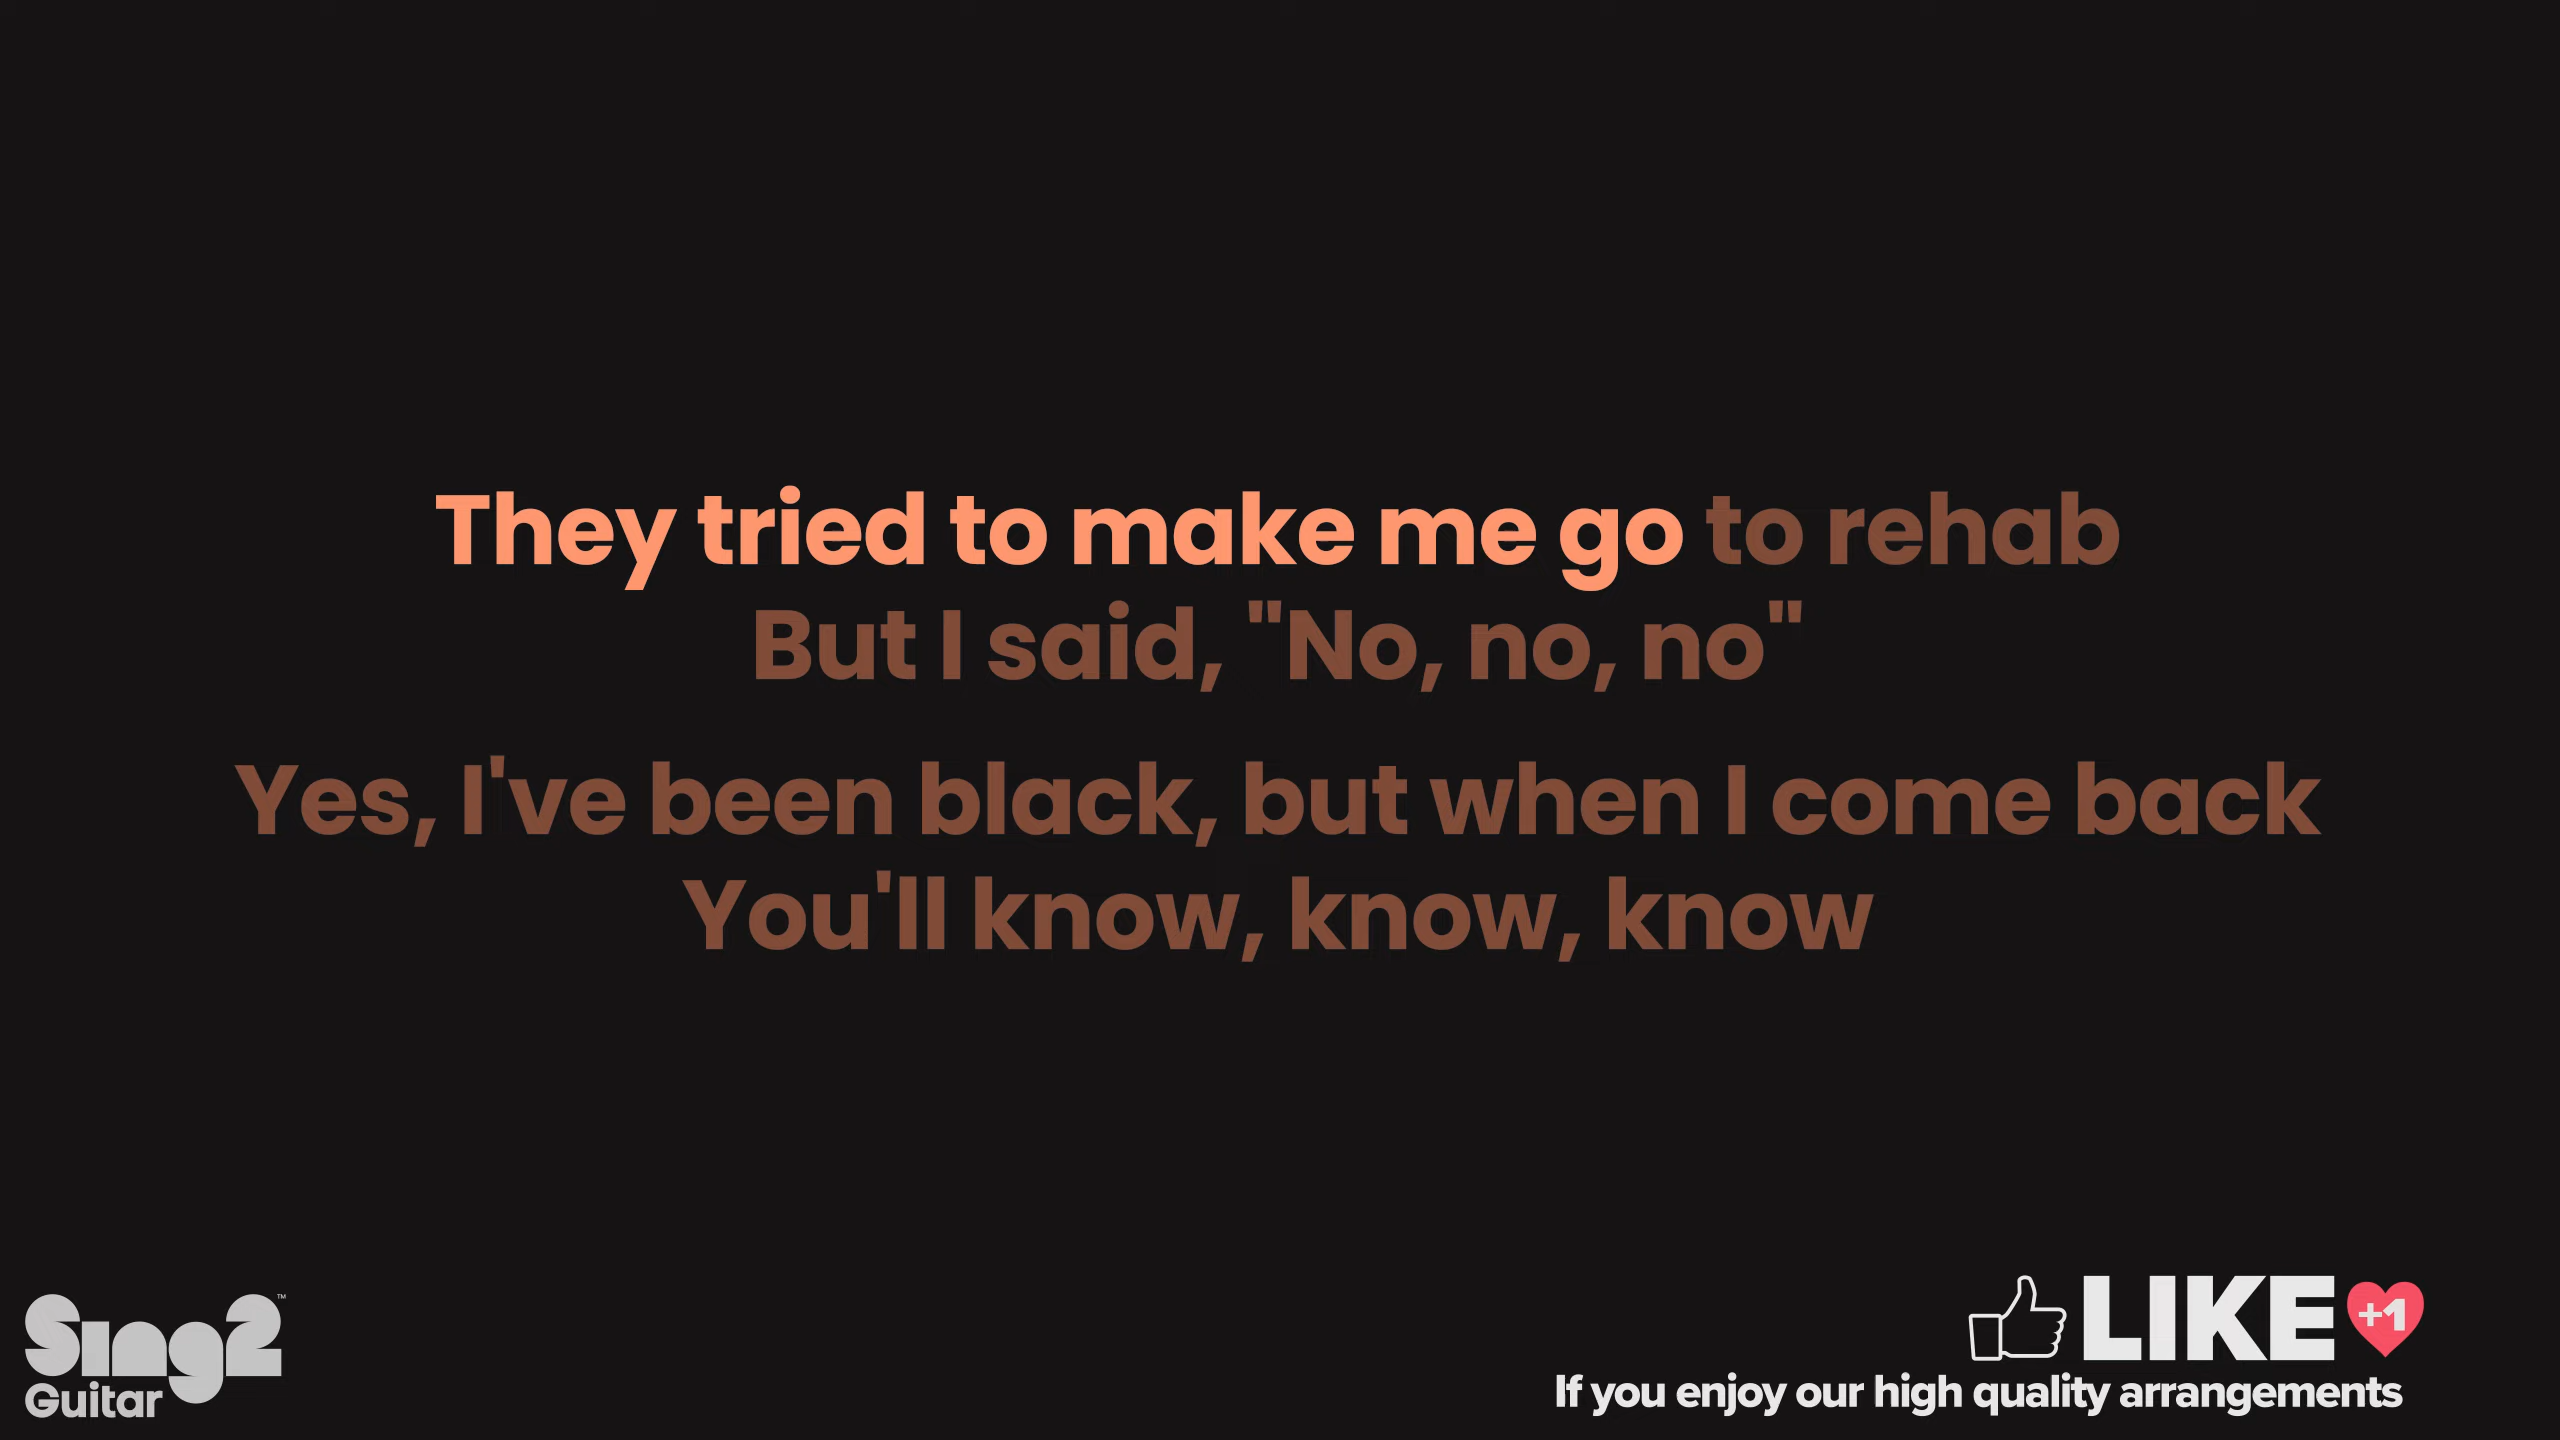 They tried to make me go to rehab
But I said, "No, no, no"
Yes, I've been black, but when I come back
You'll know, know, know
Sing2™
Guitar
LIKE +1
If you enjoy our high quality arrangements